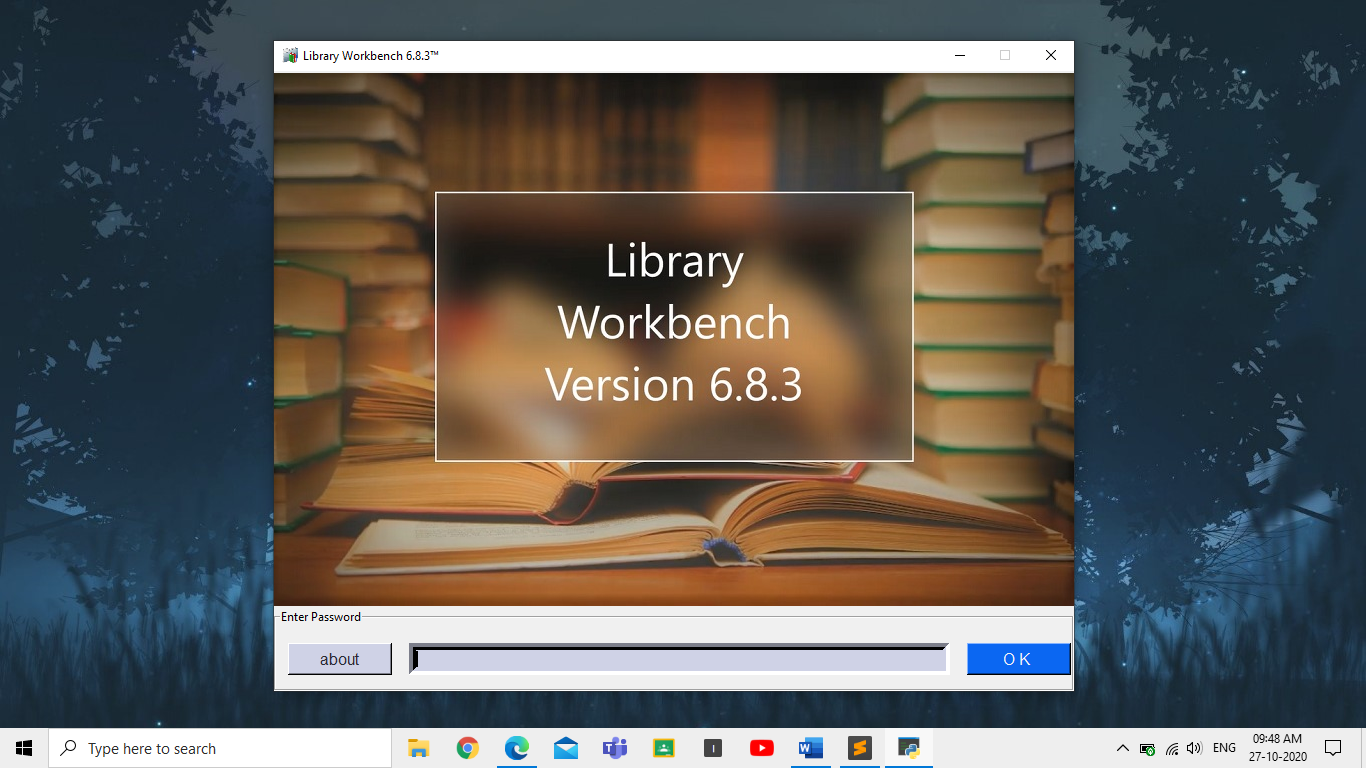 Library Workbench 6.8.3™
Library
Workbench
Version 6.8.3
Enter Password
about
O K
Type here to search
ENG
09:48 AM
27-10-2020